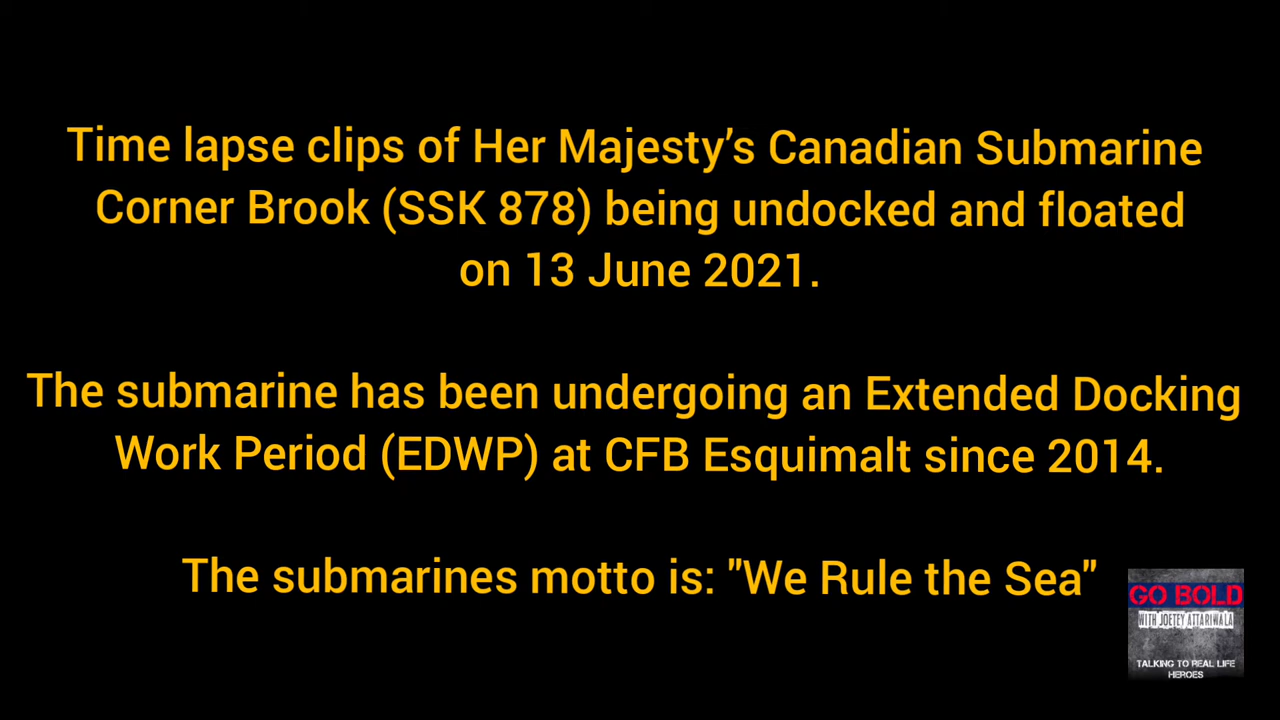 Time lapse clips of Her Majesty’s Canadian Submarine
Corner Brook (SSK 878) being undocked and floated
on 13 June 2021.
The submarine has been undergoing an Extended Docking
Work Period (EDWP) at CFB Esquimalt since 2014.
The submarines motto is: "We Rule the Sea"
GO BOLD
WITH JOETEY ATTARIWALA
TALKING TO REAL LIFE
HEROES